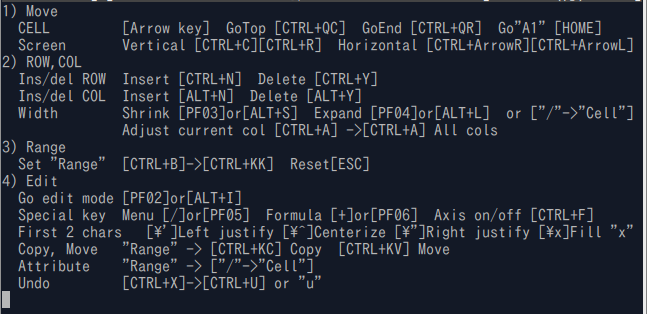 1) Move
CELL [Arrow key] GoTop [CTRL+QC] GoEnd [CTRL+QR] Go"A1" [HOME]
Screen Vertical [CTRL+C][CTRL+R] Horizontal [CTRL+ArrowR][CTRL+ArrowL]
2) ROW,COL
Ins/del ROW Insert [CTRL+N] Delete [CTRL+Y]
Ins/del COL Insert [ALT+N] Delete [ALT+Y]
Width Shrink [PF03]or[ALT+S] Expand [PF04]or[ALT+L] or ["/"->"Cell"]
Adjust current col [CTRL+A] ->[CTRL+A] All cols
3) Range
Set "Range" [CTRL+B]->[CTRL+KK] Reset[ESC]
4) Edit
Go edit mode [PF02]or[ALT+I]
Special key Menu [/]or[PF05] Formula [+]or[PF06] Axis on/off [CTRL+F]
First 2 chars [¥']Left justify [¥^]Centerize [¥"]Right justify [¥x]Fill "x"
Copy, Move "Range" -> [CTRL+KC] Copy [CTRL+KV] Move
Attribute "Range" -> ["/"->"Cell"]
Undo [CTRL+X]->[CTRL+U] or "u"